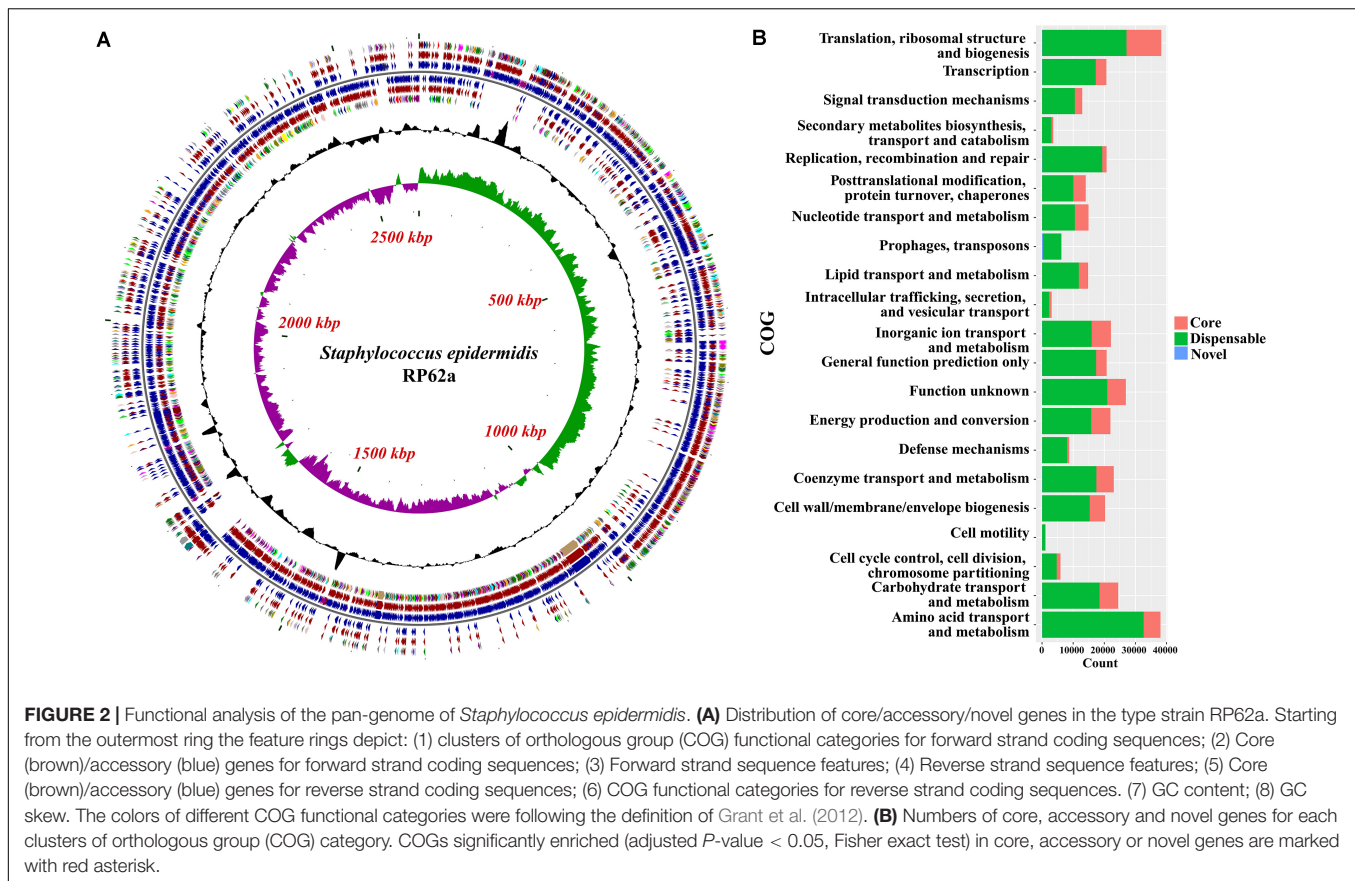 A
2500 kbp
500 kbp
2000 kbp
Staphylococcus epidermidis
RP62a
1000 kbp
1500 kbp
B
Translation, ribosomal structure
and biogenesis
Transcription
Signal transduction mechanisms
Secondary metabolites biosynthesis,
transport and catabolism
Replication, recombination and repair
Posttranslational modification,
protein turnover, chaperones
Nucleotide transport and metabolism
Prophages, transposons
Lipid transport and metabolism
Intracellular trafficking, secretion,
and vesicular transport
Inorganic ion transport
and metabolism
General function prediction only
Function unknown
Energy production and conversion
Defense mechanisms
Coenzyme transport and metabolism
Cell wall/membrane/envelope biogenesis
Cell motility
Cell cycle control, cell division,
chromosome partitioning
Carbohydrate transport
and metabolism
Amino acid transport
and metabolism
COG
0 10000 20000 30000 40000
Count
Core
Dispensable
Novel
FIGURE 2 | Functional analysis of the pan-genome of Staphylococcus epidermidis. (A) Distribution of core/accessory/novel genes in the type strain RP62a. Starting
from the outermost ring the feature rings depict: (1) clusters of orthologous group (COG) functional categories for forward strand coding sequences; (2) Core
(brown)/accessory (blue) genes for forward strand coding sequences; (3) Forward strand sequence features; (4) Reverse strand sequence features; (5) Core
(brown)/accessory (blue) genes for reverse strand coding sequences; (6) COG functional categories for reverse strand coding sequences. (7) GC content; (8) GC
skew. The colors of different COG functional categories were following the definition of Grant et al. (2012). (B) Numbers of core, accessory and novel genes for each
clusters of orthologous group (COG) category. COGs significantly enriched (adjusted P-value < 0.05, Fisher exact test) in core, accessory or novel genes are marked
with red asterisk.